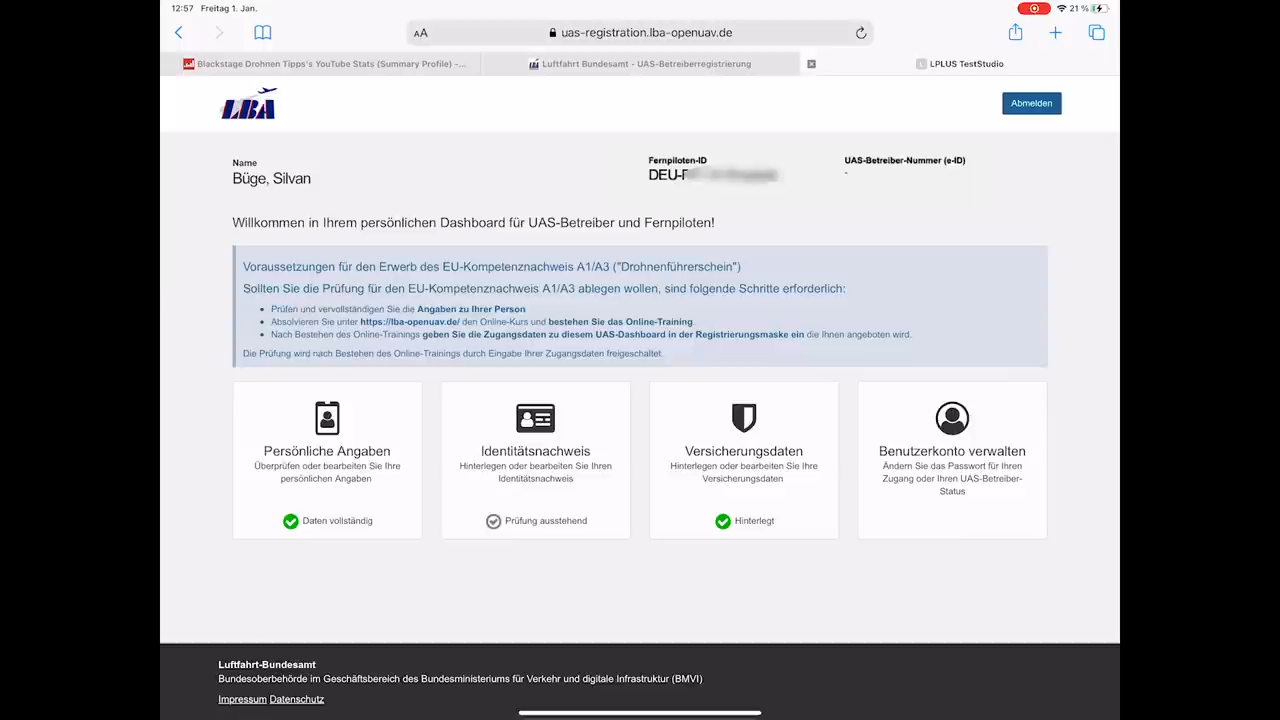 12:57 Freitag 1. Jan.
21 %
AA
uas-registration.lba-openuav.de
Blackstage Drohnen Tipps's YouTube Stats (Summary Profile) -...
Luftfahrt Bundesamt - UAS-Betreiberregistrierung
L LPLUS TestStudio
LBA
Abmelden
Name
Büge, Silvan
Fernpiloten-ID
UAS-Betreiber-Nummer (e-ID)
-
Willkommen in Ihrem persönlichen Dashboard für UAS-Betreiber und Fernpiloten!
Voraussetzungen für den Erwerb des EU-Kompetenznachweis A1/A3 ("Drohnenführerschein")
Sollten Sie die Prüfung für den EU-Kompetenznachweis A1/A3 ablegen wollen, sind folgende Schritte erforderlich:
Prüfen und vervollständigen Sie die Angaben zu Ihrer Person
Absolvieren Sie unter https://lba-openuav.de/ den Online-Kurs und bestehen Sie das Online-Training.
Nach Bestehen des Online-Trainings geben Sie die Zugangsdaten zu diesem UAS-Dashboard in der Registrierungsmaske ein die Ihnen angeboten wird.
Die Prüfung wird nach Bestehen des Online-Trainings durch Eingabe Ihrer Zugangsdaten freigeschaltet.
Persönliche Angaben
Überprüfen oder bearbeiten Sie Ihre
persönlichen Angaben
Daten vollständig
Identitätsnachweis
Hinterlegen oder bearbeiten Sie Ihren
Identitätsnachweis
Prüfung ausstehend
Versicherungsdaten
Hinterlegen oder bearbeiten Sie Ihre
Versicherungsdaten
Hinterlegt
Benutzerkonto verwalten
Ändern Sie das Passwort für Ihren
Zugang oder Ihren UAS-Betreiber-
Status
Luftfahrt-Bundesamt
Bundesoberbehörde im Geschäftsbereich des Bundesministeriums für Verkehr und digitale Infrastruktur (BMVI)
Impressum Datenschutz